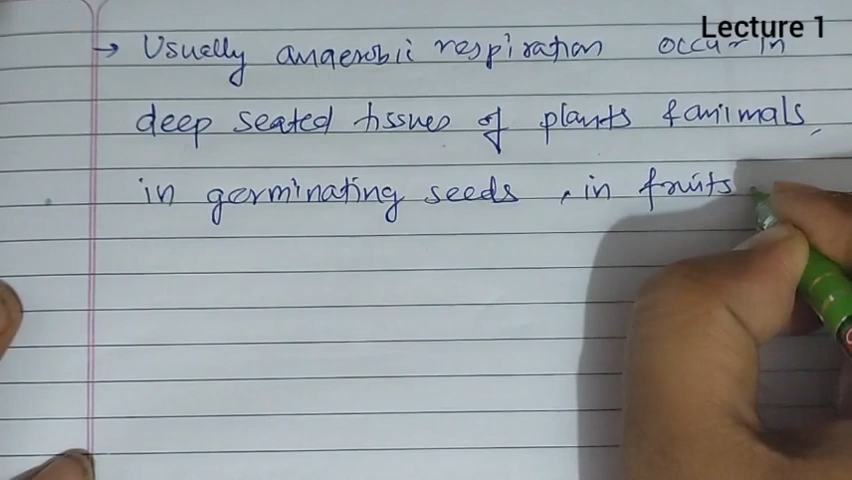 Lecture 1
→ Usually anaerobic respiration occur in
deep seated tissues of plants & animals,
in germinating seeds, in fruits